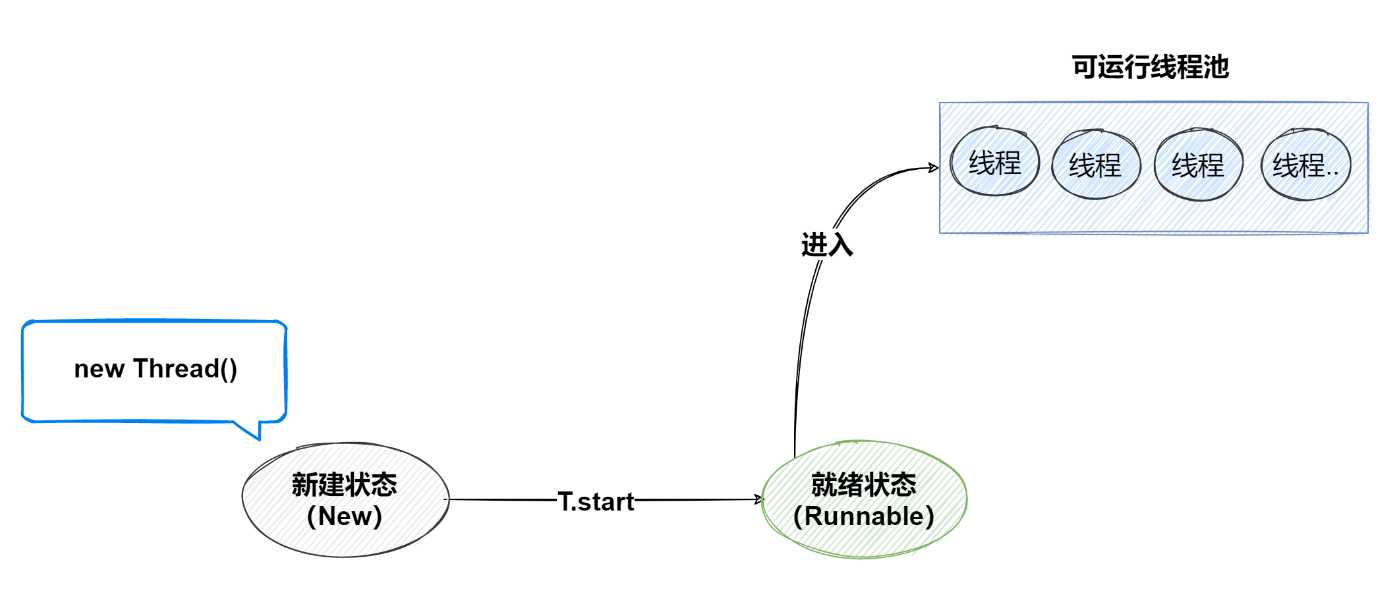 可运行线程池
线程
线程
线程
线程..
进入
new Thread()
新建状态
（New）
T.start
就绪状态
（Runnable）